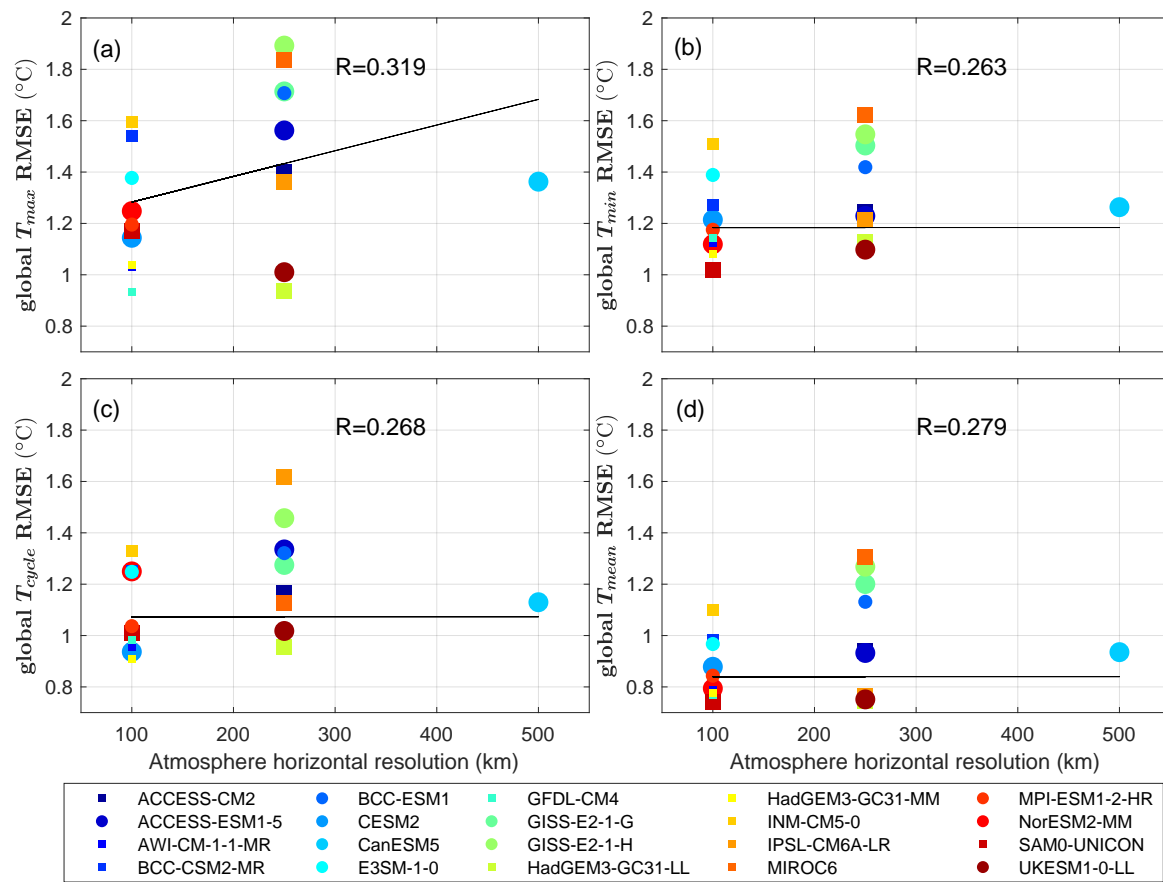 2
(a)
1.8
R=0.319
1.6
1.4
1.2
1
0.8
global T_max RMSE (°C)
2
(b)
1.8
R=0.263
1.6
1.4
1.2
1
0.8
global T_min RMSE (°C)
2
(c)
1.8
R=0.268
1.6
1.4
1.2
1
0.8
global T_cycle RMSE (°C)
100 200 300 400 500
Atmosphere horizontal resolution (km)
2
(d)
1.8
R=0.279
1.6
1.4
1.2
1
0.8
global T_mean RMSE (°C)
100 200 300 400 500
Atmosphere horizontal resolution (km)
ACCESS-CM2
ACCESS-ESM1-5
AWI-CM-1-1-MR
BCC-CSM2-MR
BCC-ESM1
CESM2
CanESM5
E3SM-1-0
GFDL-CM4
GISS-E2-1-G
GISS-E2-1-H
HadGEM3-GC31-LL
HadGEM3-GC31-MM
INM-CM5-0
IPSL-CM6A-LR
MIROC6
MPI-ESM1-2-HR
NorESM2-MM
SAM0-UNICON
UKESM1-0-LL